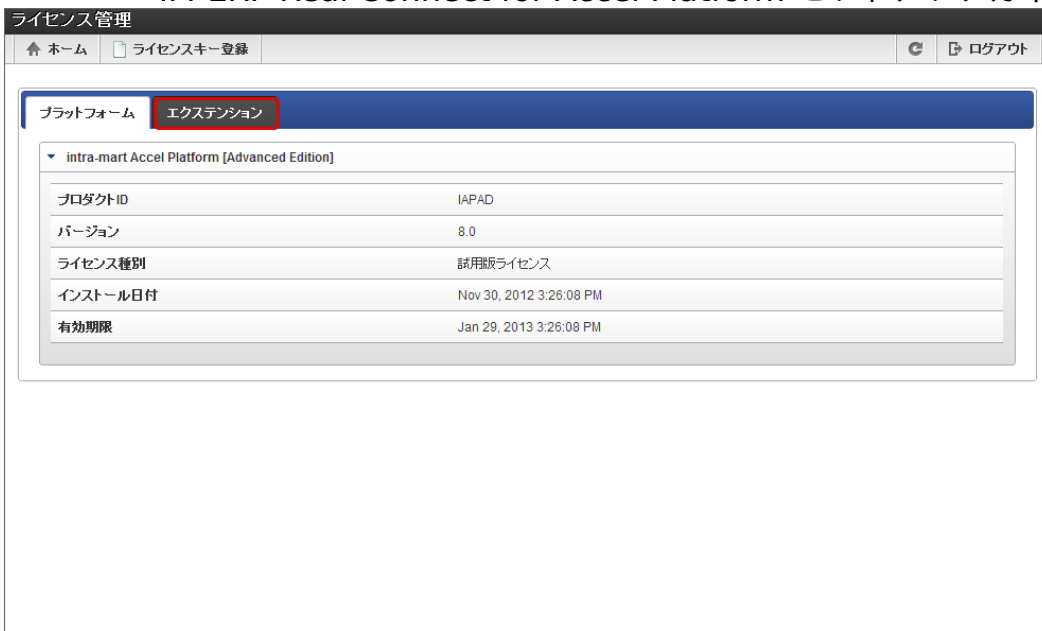 ライセンス管理
ホーム ライセンスキー登録 ログアウト
プラットフォーム エクステンション
intra-mart Accel Platform [Advanced Edition]
プロダクトID IAPAD
バージョン 8.0
ライセンス種別 試用版ライセンス
インストール日付 Nov 30, 2012 3:26:08 PM
有効期限 Jan 29, 2013 3:26:08 PM